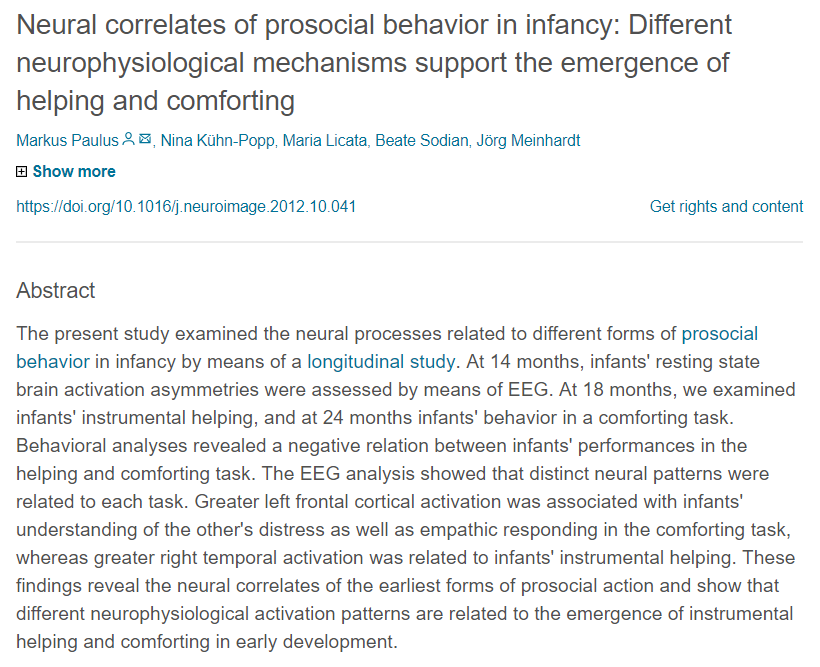 Neural correlates of prosocial behavior in infancy: Different
neurophysiological mechanisms support the emergence of
helping and comforting
Markus Paulus, Nina Kühn-Popp, Maria Licata, Beate Sodian, Jörg Meinhardt
Show more
https://doi.org/10.1016/j.neuroimage.2012.10.041 Get rights and content
Abstract
The present study examined the neural processes related to different forms of prosocial
behavior in infancy by means of a longitudinal study. At 14 months, infants' resting state
brain activation asymmetries were assessed by means of EEG. At 18 months, we examined
infants' instrumental helping, and at 24 months infants' behavior in a comforting task.
Behavioral analyses revealed a negative relation between infants' performances in the
helping and comforting task. The EEG analysis showed that distinct neural patterns were
related to each task. Greater left frontal cortical activation was associated with infants'
understanding of the other's distress as well as empathic responding in the comforting task,
whereas greater right temporal activation was related to infants' instrumental helping. These
findings reveal the neural correlates of the earliest forms of prosocial action and show that
different neurophysiological activation patterns are related to the emergence of instrumental
helping and comforting in early development.